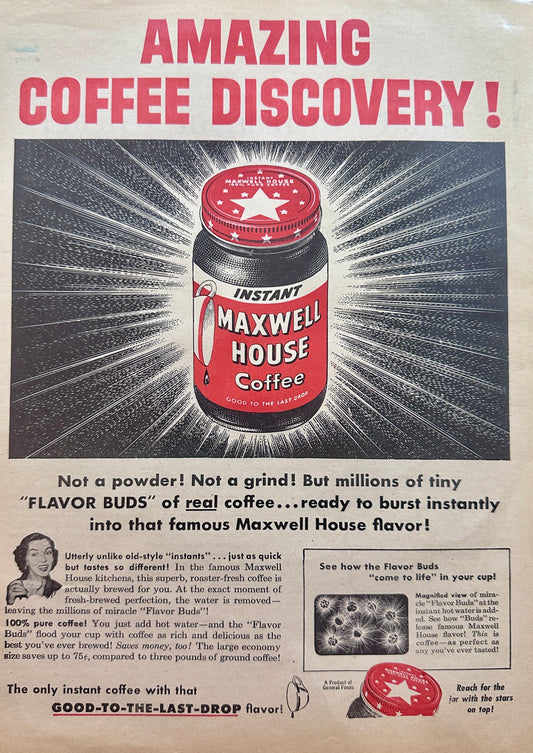 AMAZING
COFFEE DISCOVERY!
INSTANT
MAXWELL HOUSE
100% PURE COFFEE
INSTANT
MAXWELL
HOUSE
Coffee
GOOD TO THE LAST DROP
Not a powder! Not a grind! But millions of tiny
"FLAVOR BUDS" of real coffee...ready to burst instantly
into that famous Maxwell House flavor!
Utterly unlike old-style "instants" ... just as quick
but tastes so different! In the famous Maxwell
House kitchens, this superb, roaster-fresh coffee is
actually brewed for you. At the exact moment of
fresh-brewed perfection, the water is removed—
leaving the millions of miracle "Flavor Buds"!
100% pure coffee! You just add hot water—and the "Flavor
Buds" flood your cup with coffee as rich and delicious as the
best you've ever brewed! Saves money, too! The large economy
size saves up to 75¢, compared to three pounds of ground coffee!
See how the Flavor Buds
"come to life" in your cup!
Magnified view of mira-
cle "Flavor Buds" at the
instant hot water is add-
ed. See how "Buds" re-
lease famous Maxwell
House flavor! This is
coffee—as perfect as
any you've ever tasted!
The only instant coffee with that
GOOD-TO-THE-LAST-DROP flavor!
A Product of
General Foods
Reach for the
jar with the stars
on top!